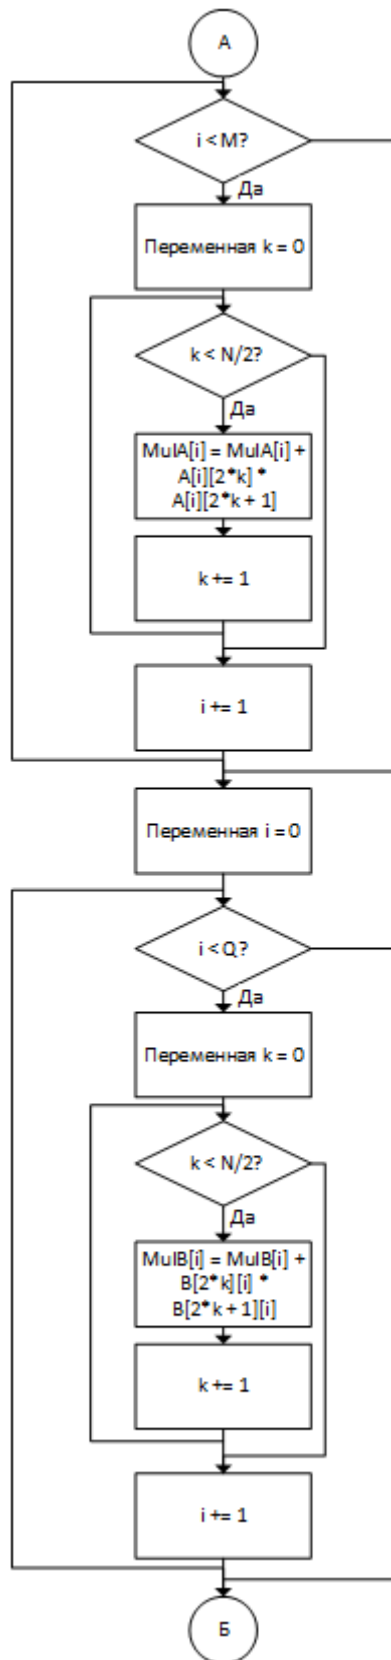 А
i < M?
Да
Переменная k = 0
k < N/2?
Да
MulA[i] = MulA[i] +
A[i][2*k] *
A[i][2*k + 1]
k += 1
i += 1
Переменная i = 0
i < Q?
Да
Переменная k = 0
k < N/2?
Да
MulB[i] = MulB[i] +
B[2*k][i] *
B[2*k + 1][i]
k += 1
i += 1
Б